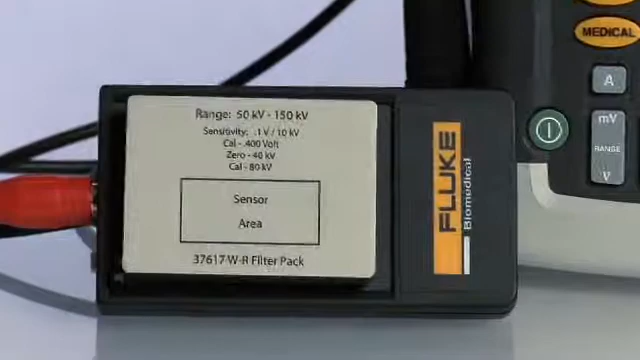 Range: 50 kV - 150 kV
Sensitivity: .1 V / 10 kV
Cal - .400 Volt
Zero - 40 kV
Cal - 80 kV
Sensor
Area
37617-W-R Filter Pack
FLUKE
Biomedical
MEDICAL
A
mV
RANGE
V